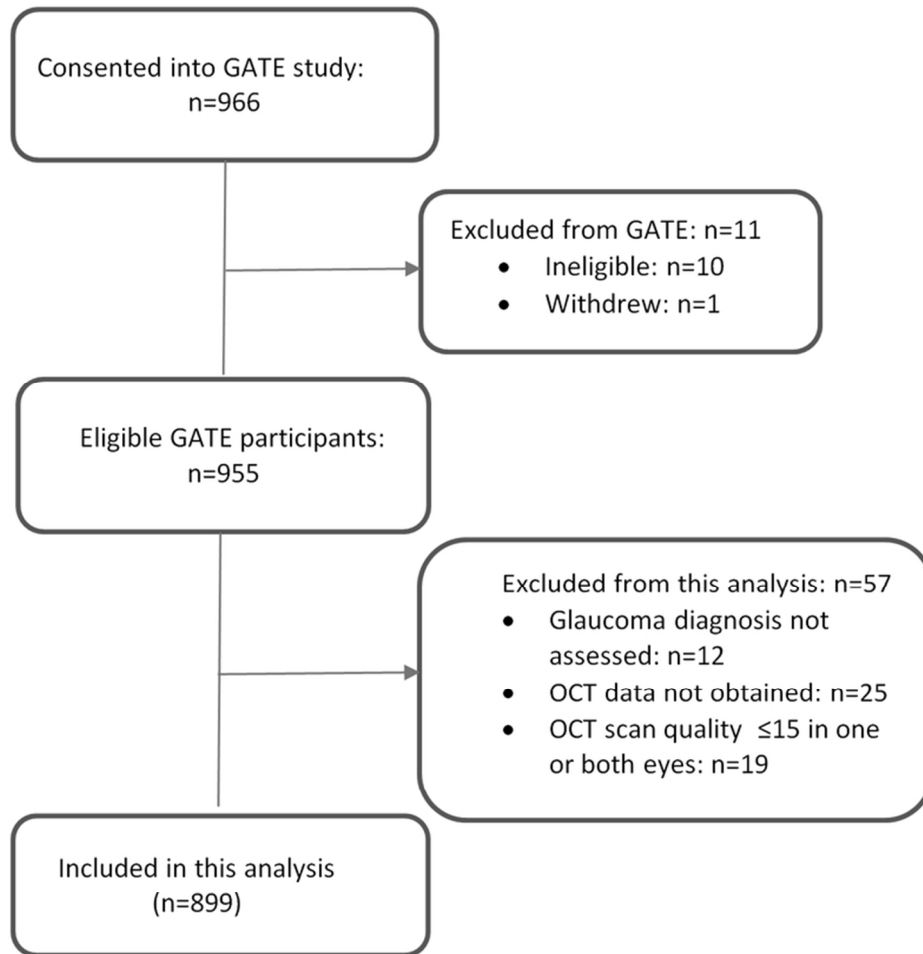 Consented into GATE study:
n=966
Excluded from GATE: n=11
• Ineligible: n=10
• Withdrew: n=1
Eligible GATE participants:
n=955
Excluded from this analysis: n=57
• Glaucoma diagnosis not
assessed: n=12
• OCT data not obtained: n=25
• OCT scan quality ≤15 in one
or both eyes: n=19
Included in this analysis
(n=899)